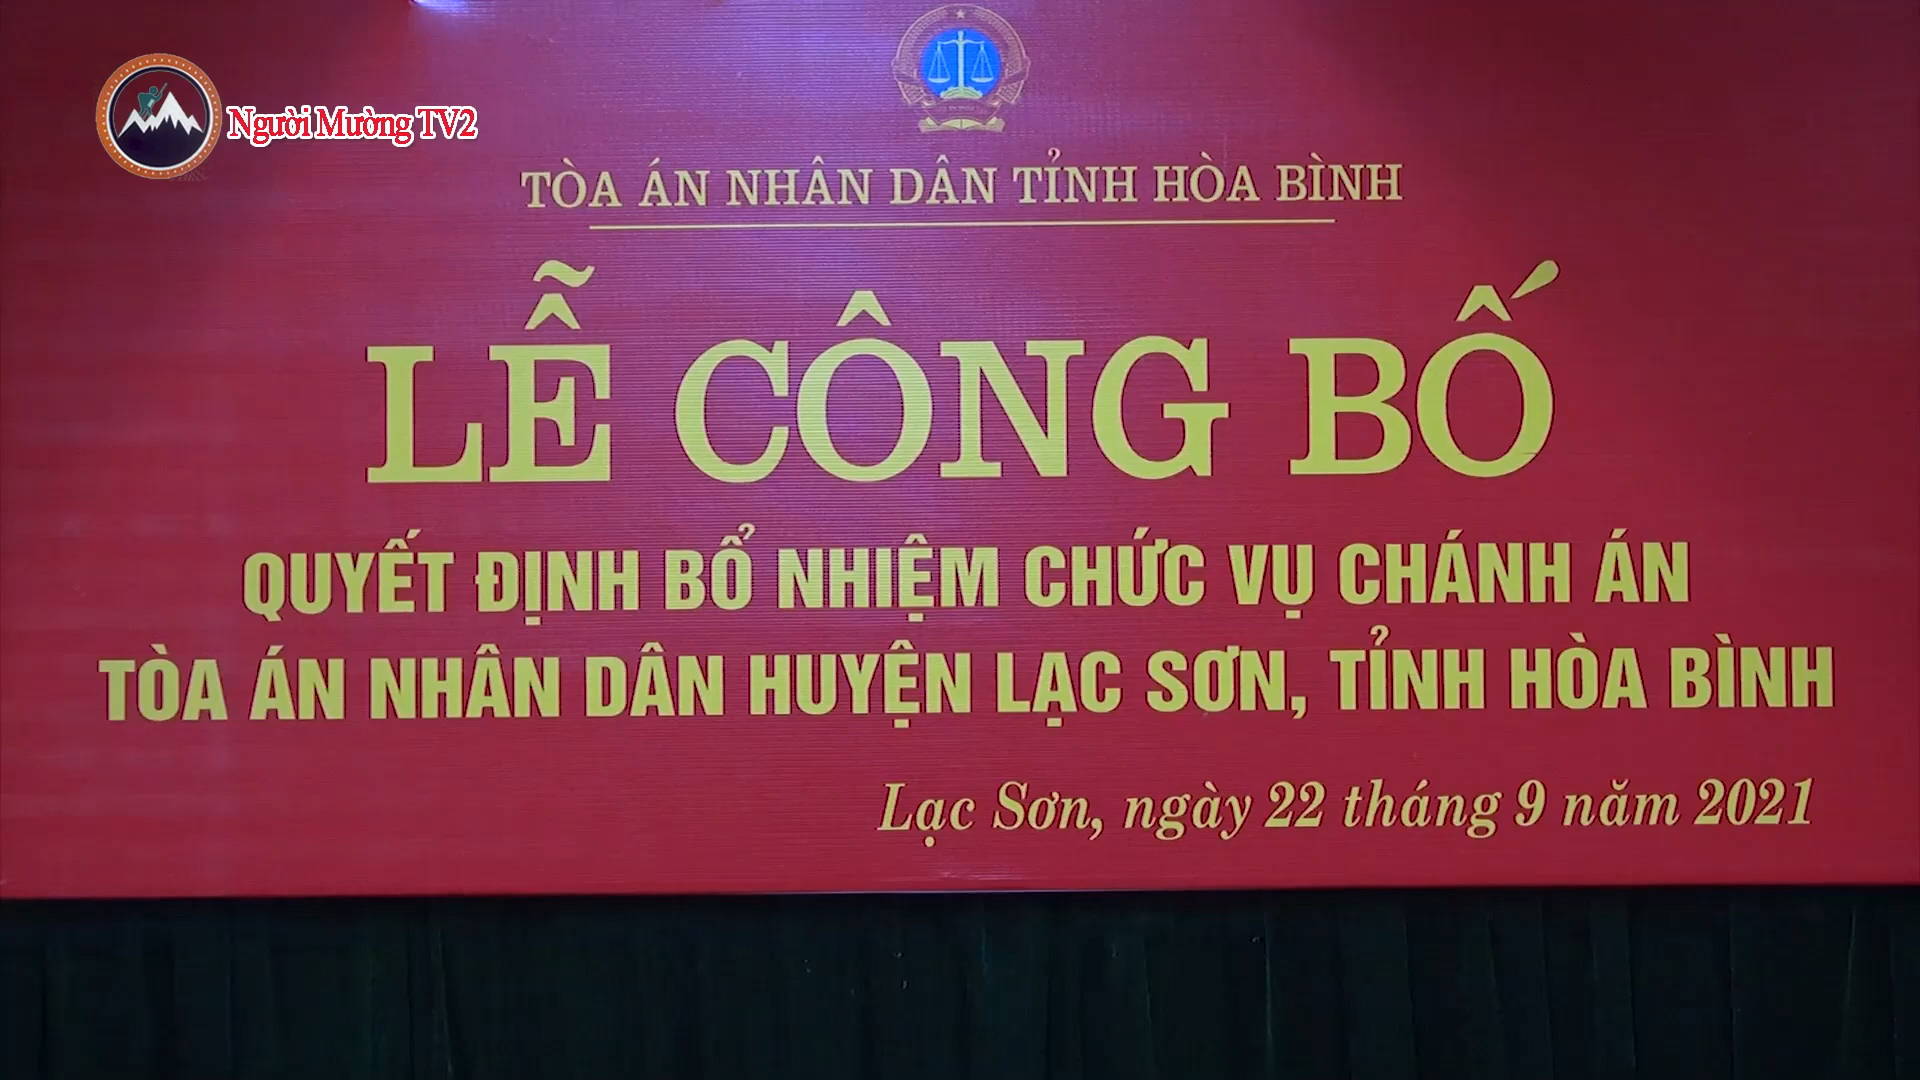 Người Mường TV2
TÒA ÁN NHÂN DÂN TỈNH HÒA BÌNH
LỄ CÔNG BỐ
QUYẾT ĐỊNH BỔ NHIỆM CHỨC VỤ CHÁNH ÁN
TÒA ÁN NHÂN DÂN HUYỆN LẠC SƠN, TỈNH HÒA BÌNH
Lạc Sơn, ngày 22 tháng 9 năm 2021